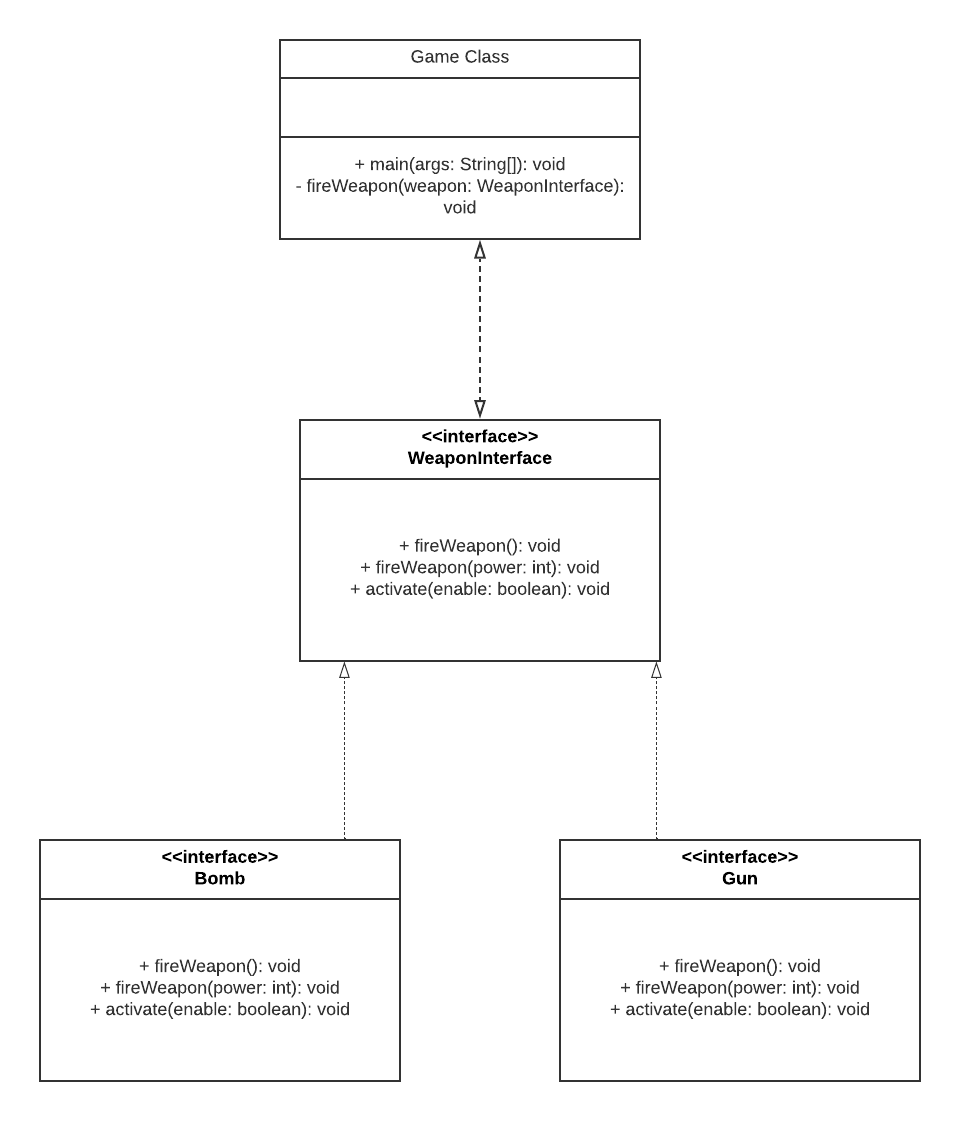 Game Class
+ main(args: String[]): void
- fireWeapon(weapon: WeaponInterface):
void
<<interface>>
WeaponInterface
+ fireWeapon(): void
+ fireWeapon(power: int): void
+ activate(enable: boolean): void
<<interface>>
Bomb
+ fireWeapon(): void
+ fireWeapon(power: int): void
+ activate(enable: boolean): void
<<interface>>
Gun
+ fireWeapon(): void
+ fireWeapon(power: int): void
+ activate(enable: boolean): void